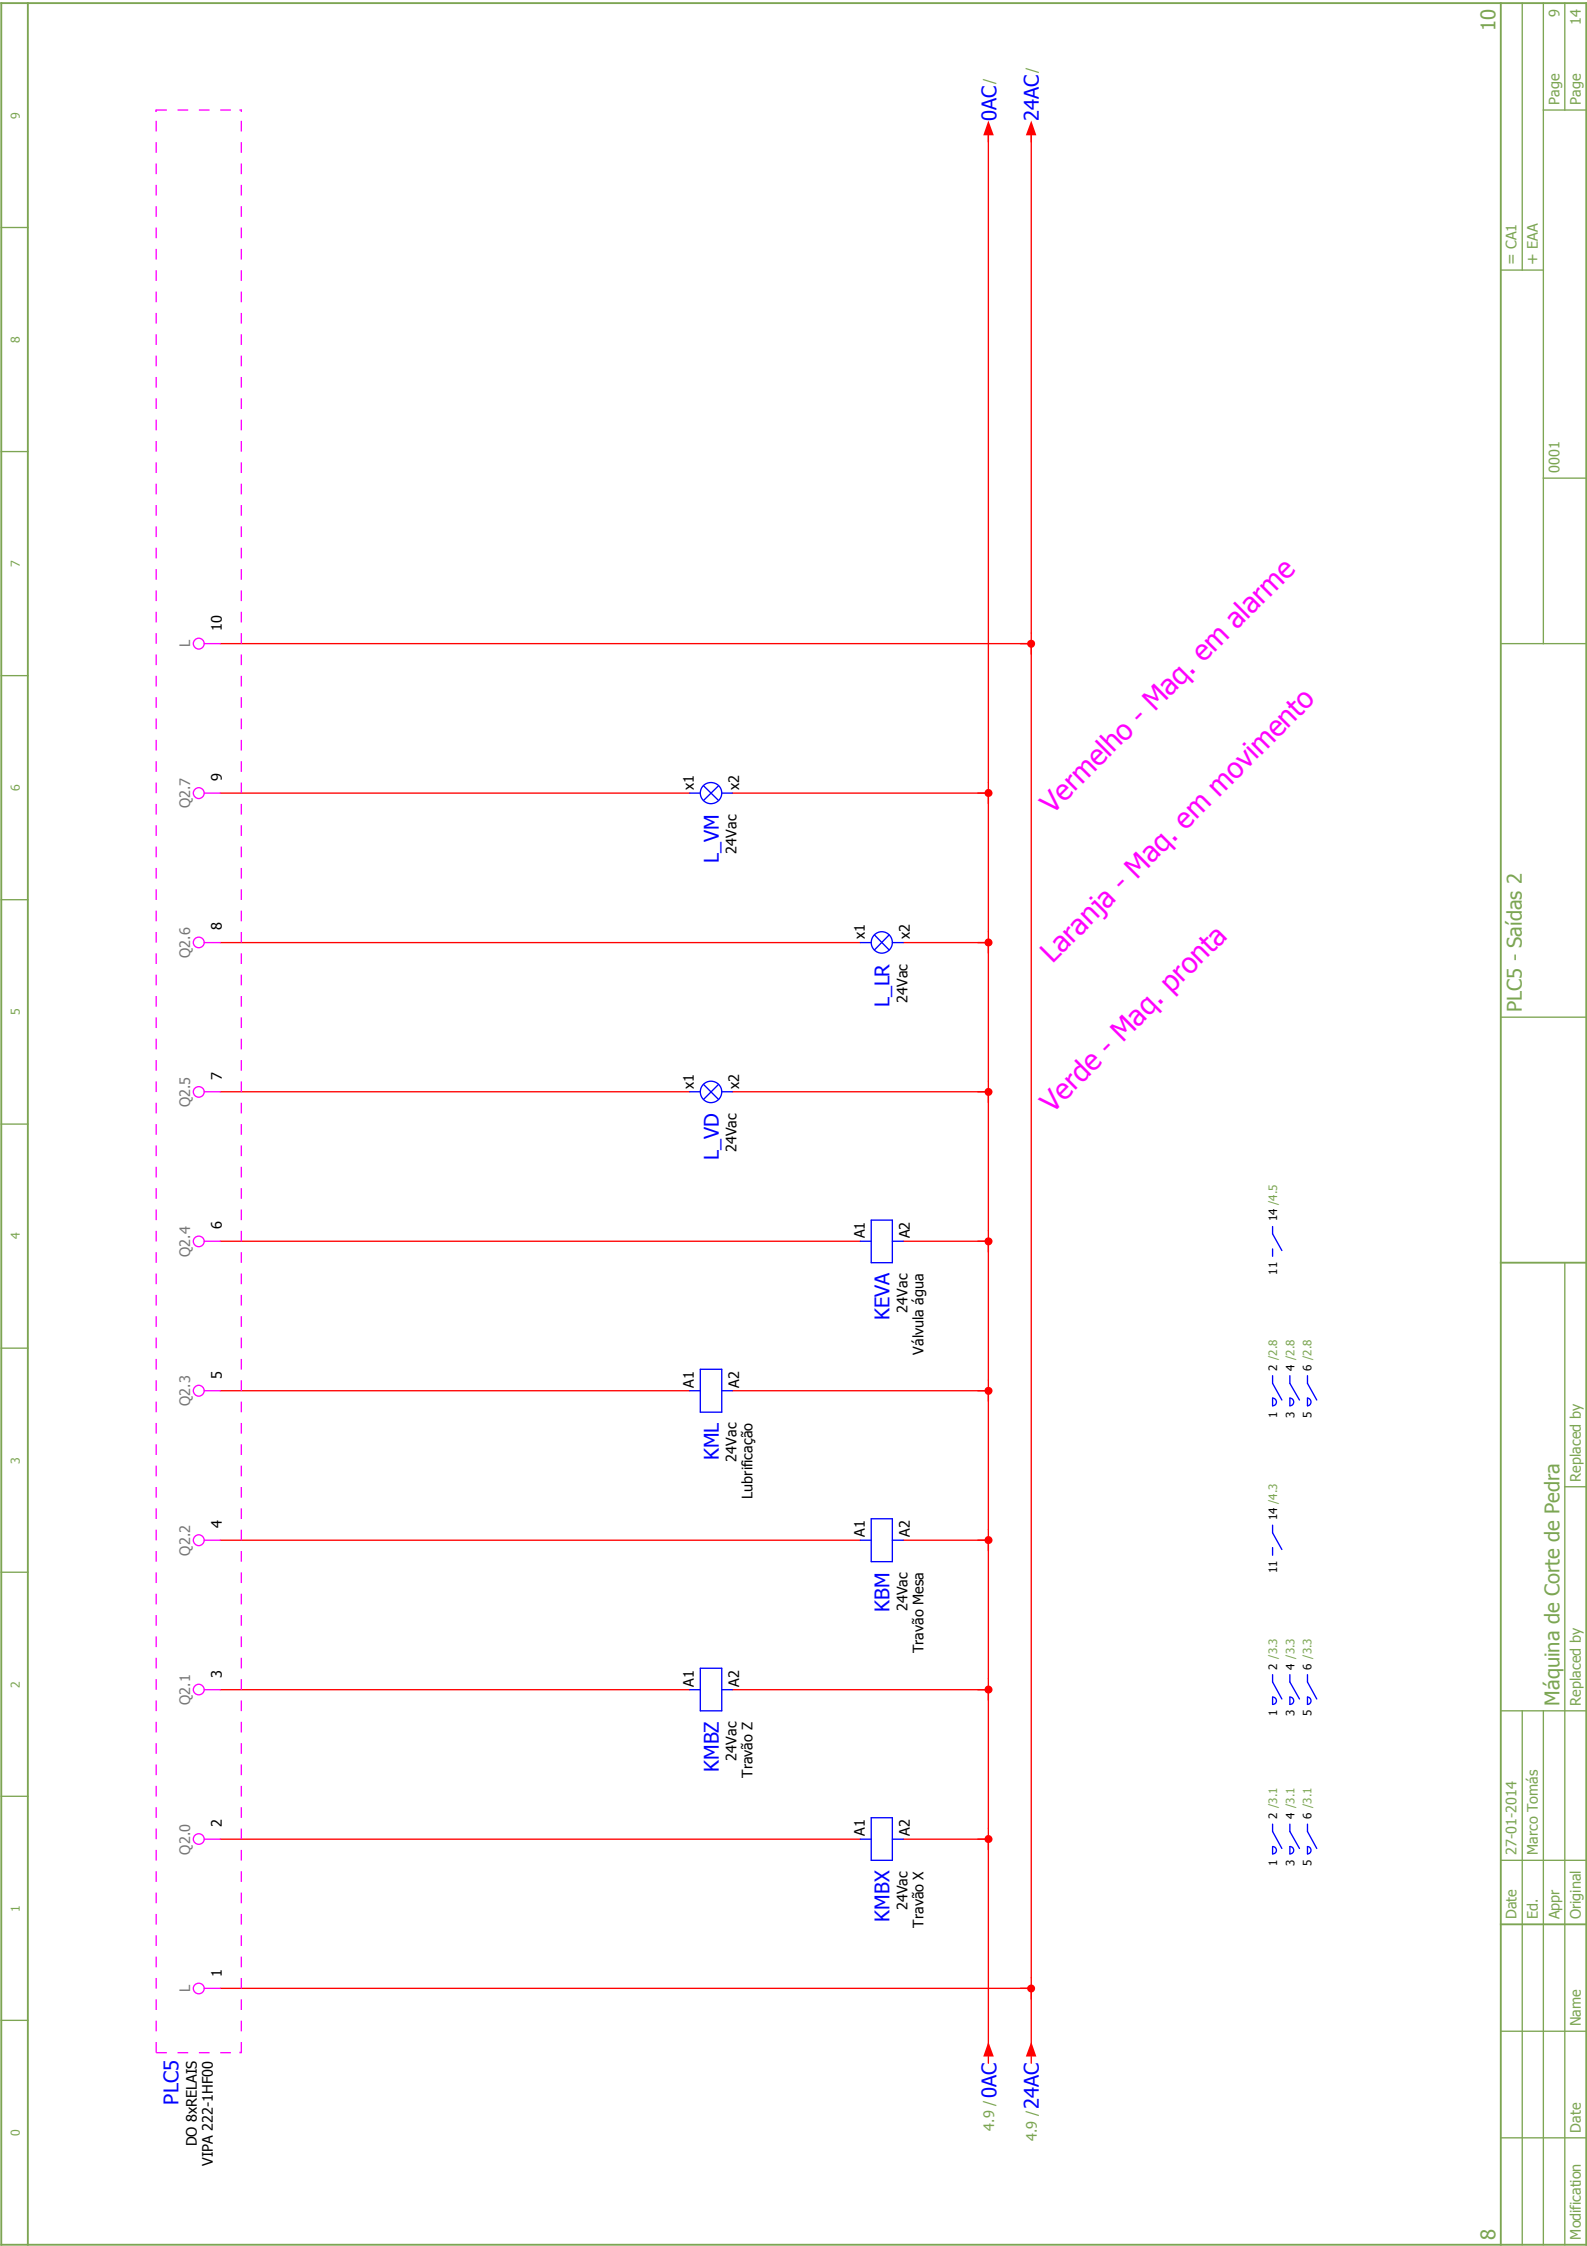 0 1 2 3 4 5 6 7 8 9
PLC5
DO 8xRELAIS
VIPA 222-1HF00
L Q2.0 Q2.1 Q2.2 Q2.3 Q2.4 Q2.5 Q2.6 Q2.7 L
1 2 3 4 5 6 7 8 9 10
A1 A1 x1 x1
KMBZ KML L_VD L_VM
24Vac 24Vac 24Vac 24Vac
A2 A2 x2 x2
Travão Z Lubrificação
A1 A1 A1 x1
KMBX KBM KEVA L_LR
24Vac 24Vac 24Vac 24Vac
A2 A2 A2 x2
Travão X Travão Mesa Válvula água
4.9 / 0AC 0AC /
4.9 / 24AC 24AC /
Verde - Maq. pronta
Laranja - Maq. em movimento
Vermelho - Maq. em alarme
1 2 /3.1 1 2 /3.3 11 14 /4.3 1 2 /2.8 11 14 /4.5
3 4 /3.1 3 4 /3.3 3 4 /2.8
5 6 /3.1 5 6 /3.3 5 6 /2.8
8 10
Date 27-01-2014 PLC5 - Saídas 2 = CA1
Ed. Marco Tomás + EAA
Appr Máquina de Corte de Pedra 0001 Page 9
Modification Date Name Original Replaced by Replaced by Page 14